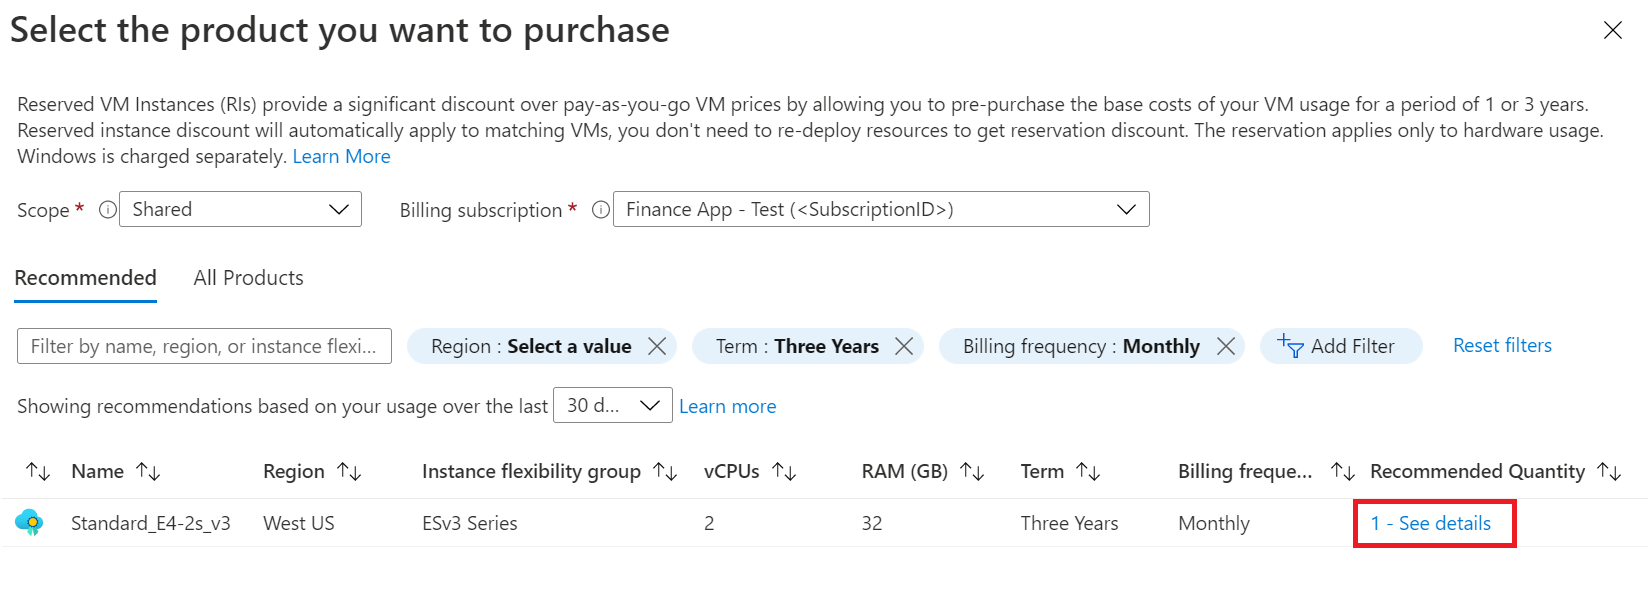 Select the product you want to purchase
Reserved VM Instances (RIs) provide a significant discount over pay-as-you-go VM prices by allowing you to pre-purchase the base costs of your VM usage for a period of 1 or 3 years.
Reserved instance discount will automatically apply to matching VMs, you don't need to re-deploy resources to get reservation discount. The reservation applies only to hardware usage.
Windows is charged separately. Learn More
Scope * Shared Billing subscription * Finance App - Test (<SubscriptionID>)
Recommended All Products
Filter by name, region, or instance flexi... Region : Select a value Term : Three Years Billing frequency : Monthly Add Filter Reset filters
Showing recommendations based on your usage over the last 30 d... Learn more
Name Region Instance flexibility group vCPUs RAM (GB) Term Billing freque... Recommended Quantity
Standard_E4-2s_v3 West US ESv3 Series 2 32 Three Years Monthly 1 - See details